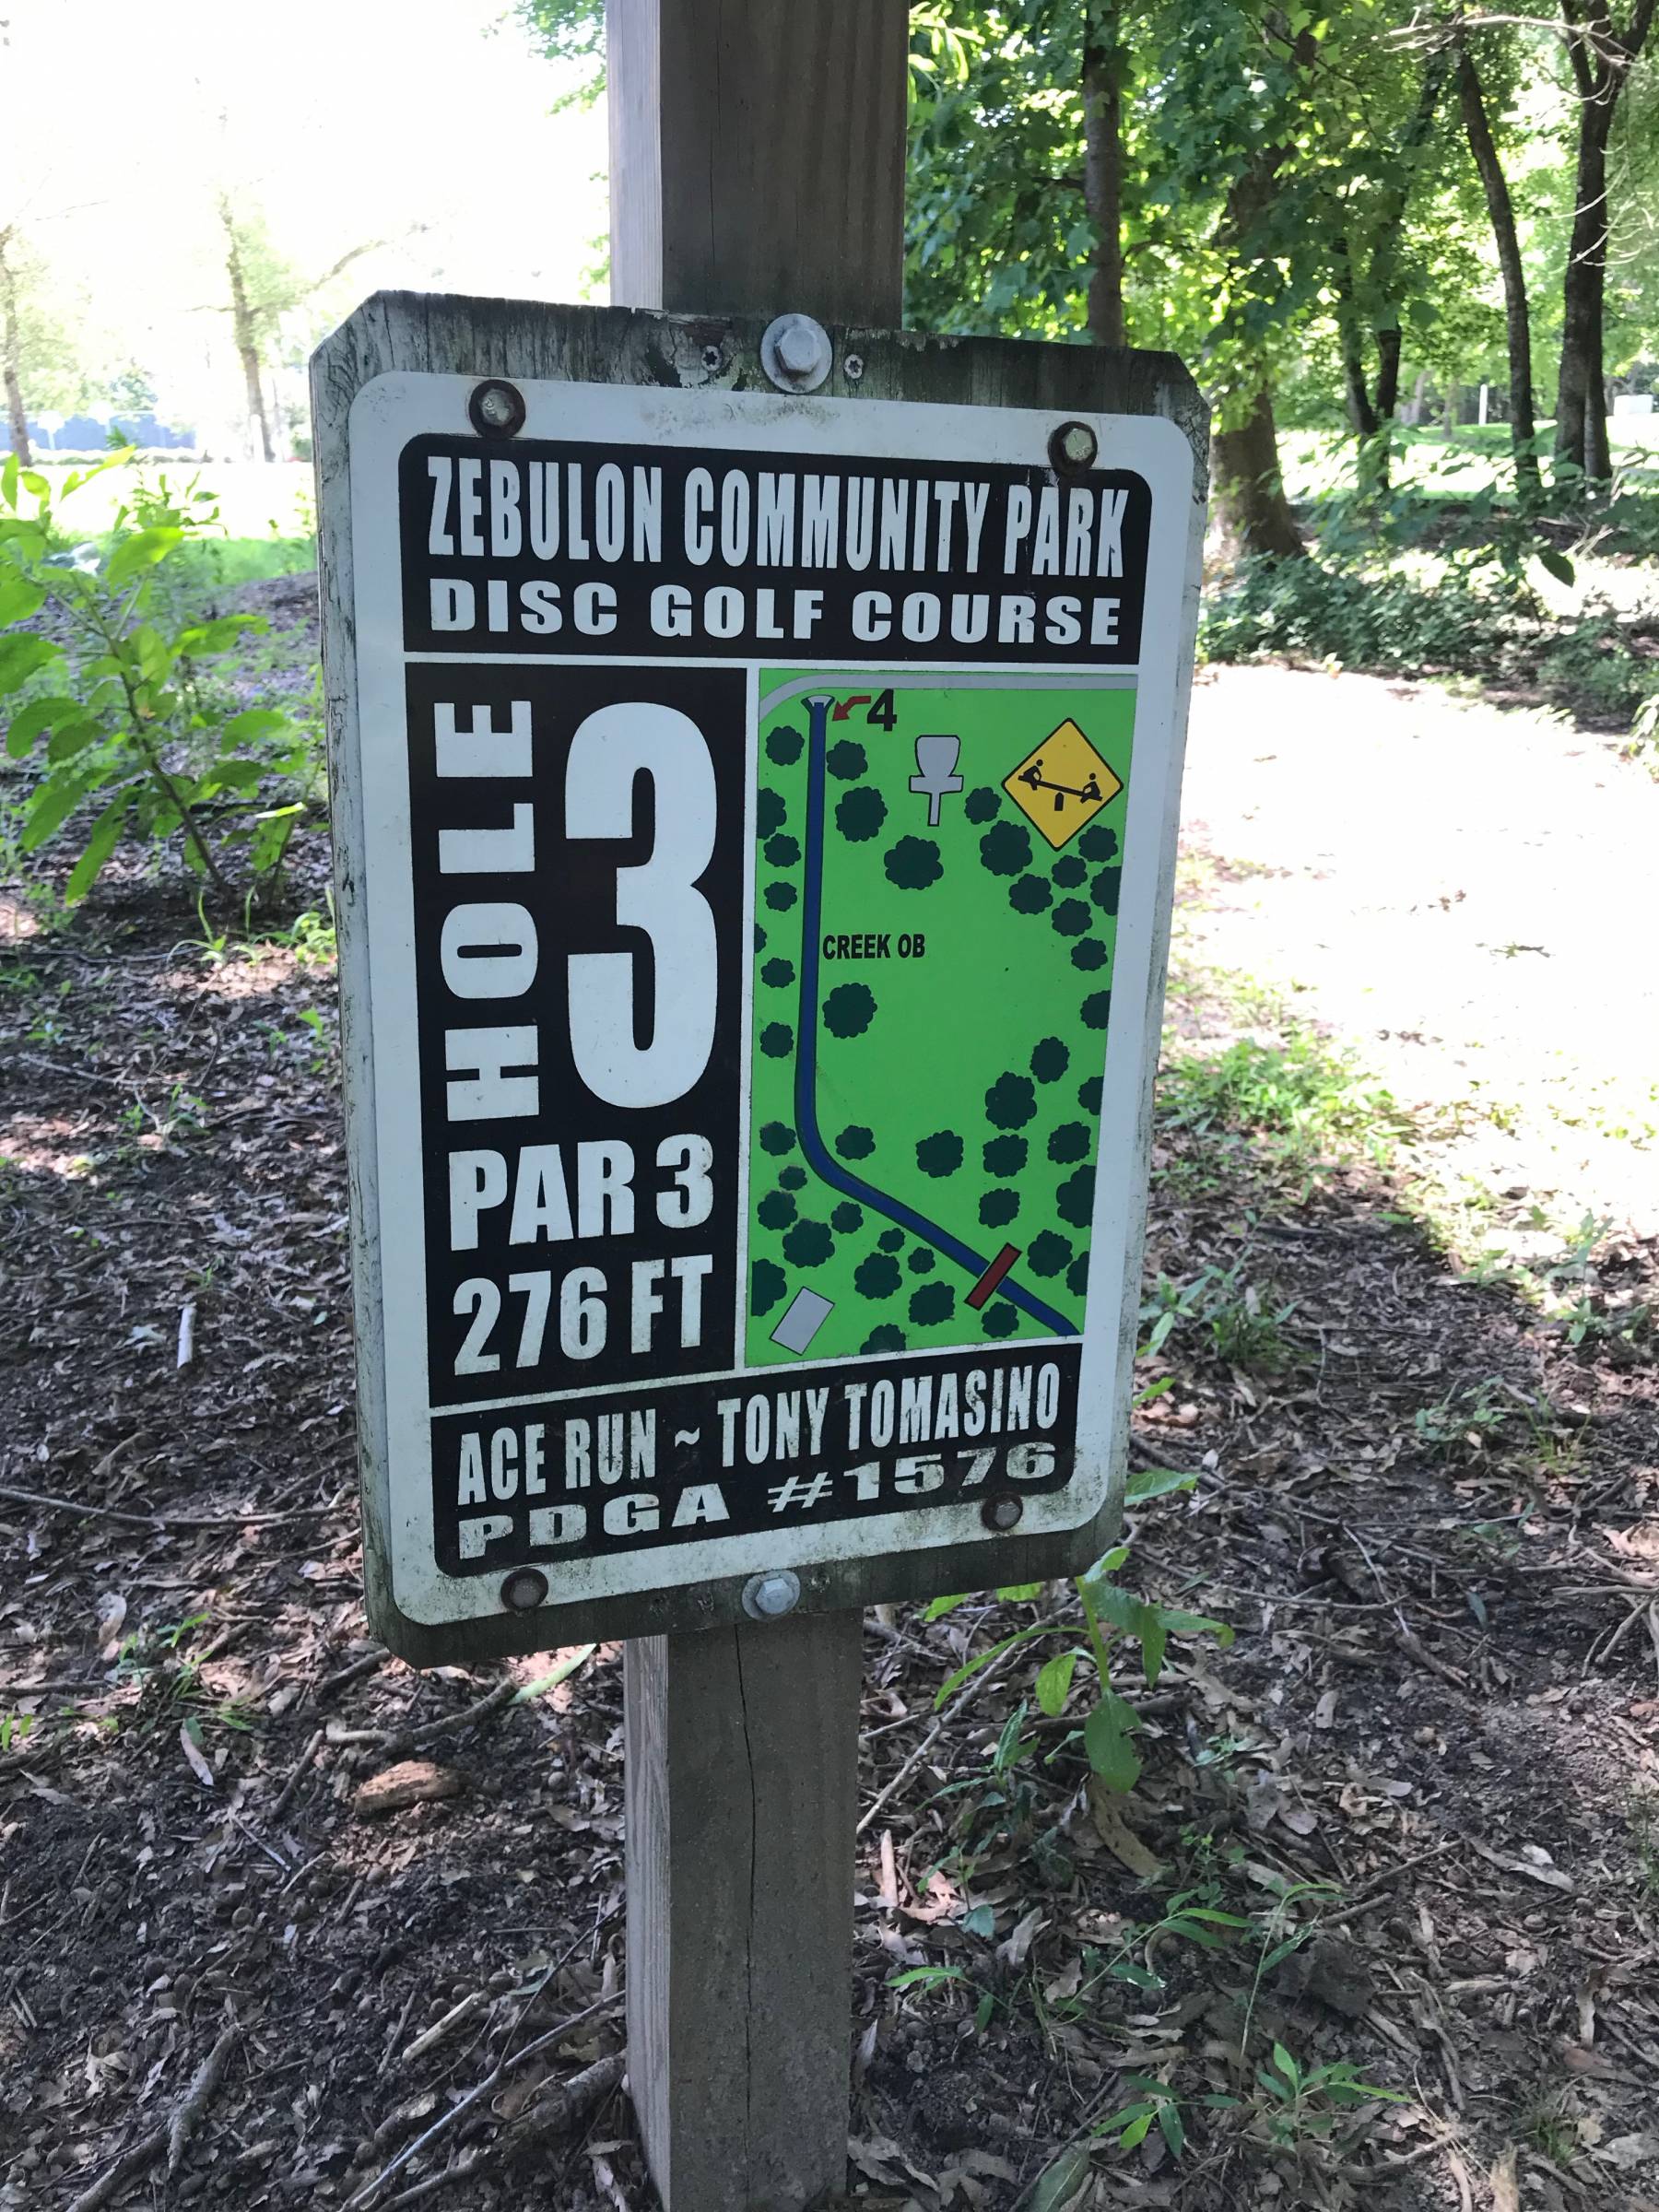 ZEBULON COMMUNITY PARK
DISC GOLF COURSE
HOLE 3
PAR 3
276 FT
4
CREEK OB
ACE RUN ~ TONY TOMASINO
PDGA #1576